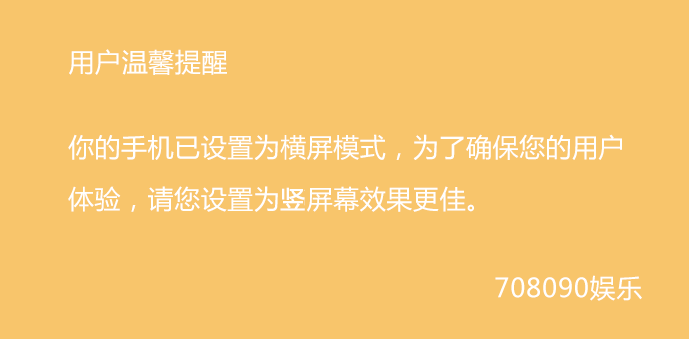 用户温馨提醒
你的手机已设置为横屏模式，为了确保您的用户
体验，请您设置为竖屏幕效果更佳。
708090娱乐